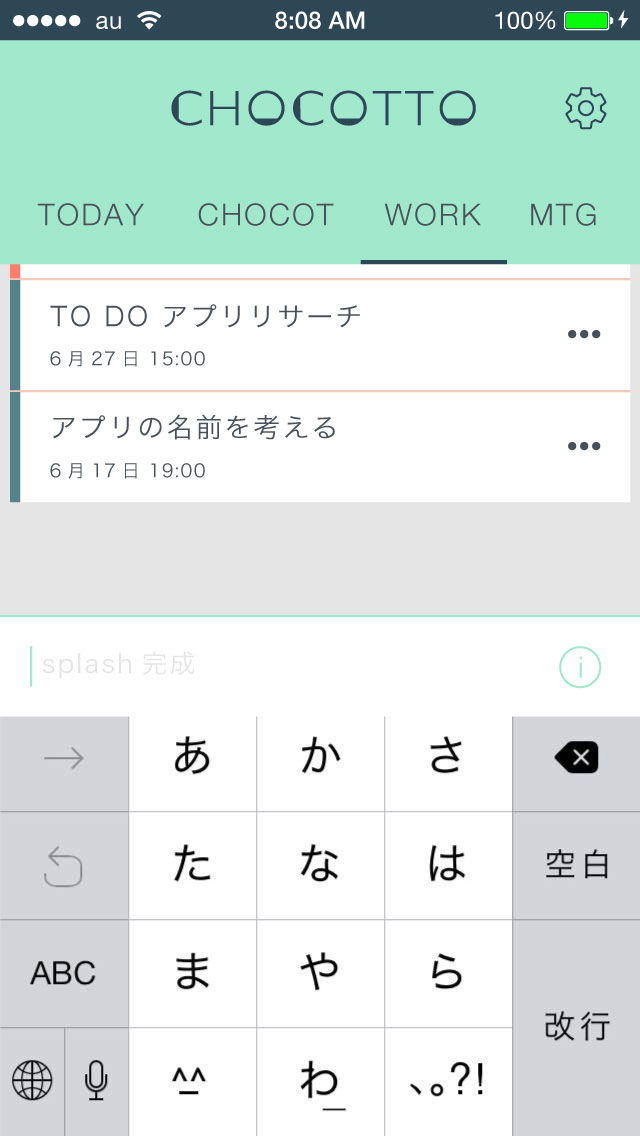 au 8:08 AM 100%
CHOCOTTO
TODAY CHOCOT WORK MTG
TO DO アプリリサーチ
6月27日 15:00
アプリの名前を考える
6月17日 19:00
splash 完成
あ か さ
た な は 空白
ABC ま や ら
改行
^_^ わ_ 、。?!